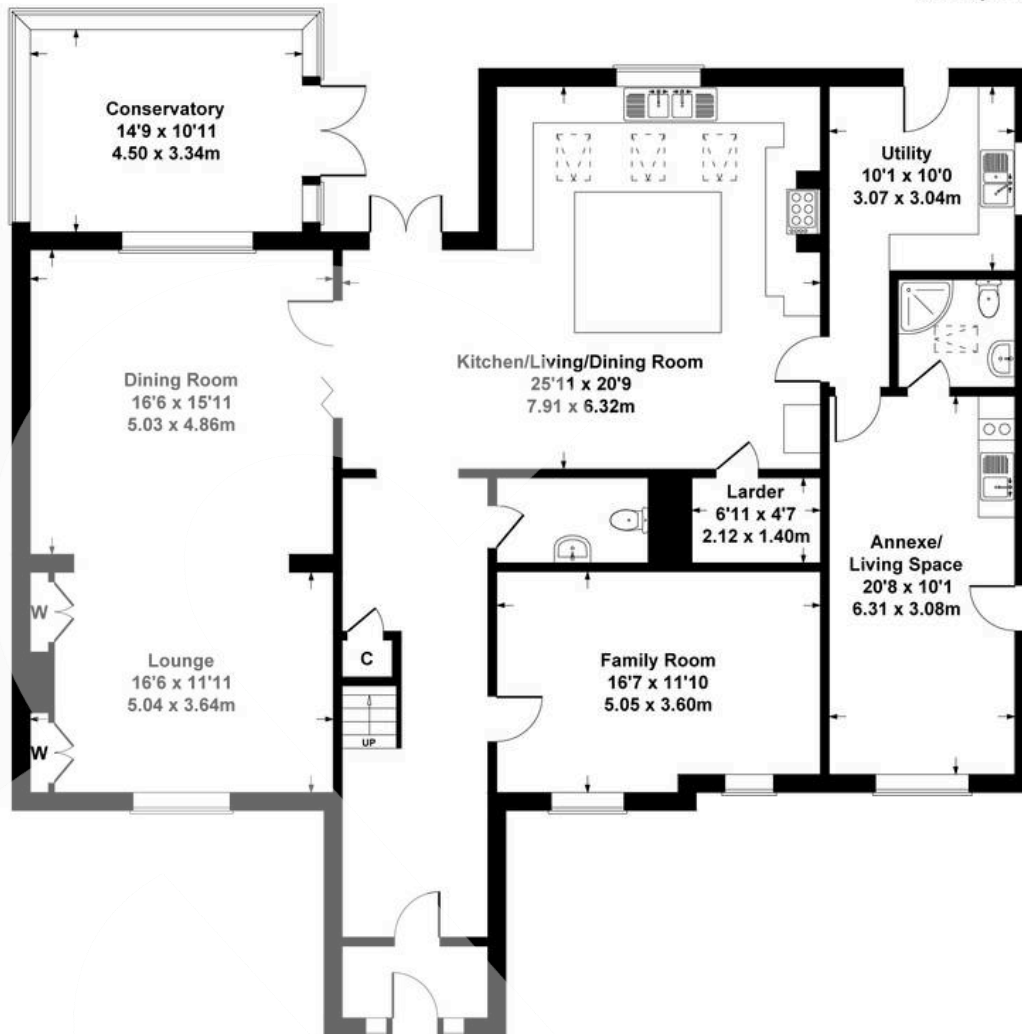 Conservatory
14'9 x 10'11
4.50 x 3.34m
Utility
10'1 x 10'0
3.07 x 3.04m
Kitchen/Living/Dining Room
25'11 x 20'9
7.91 x 6.32m
Dining Room
16'6 x 15'11
5.03 x 4.86m
Larder
6'11 x 4'7
2.12 x 1.40m
Annexe/
Living Space
20'8 x 10'1
6.31 x 3.08m
W
C
Lounge
16'6 x 11'11
5.04 x 3.64m
Family Room
16'7 x 11'10
5.05 x 3.60m
W
UP